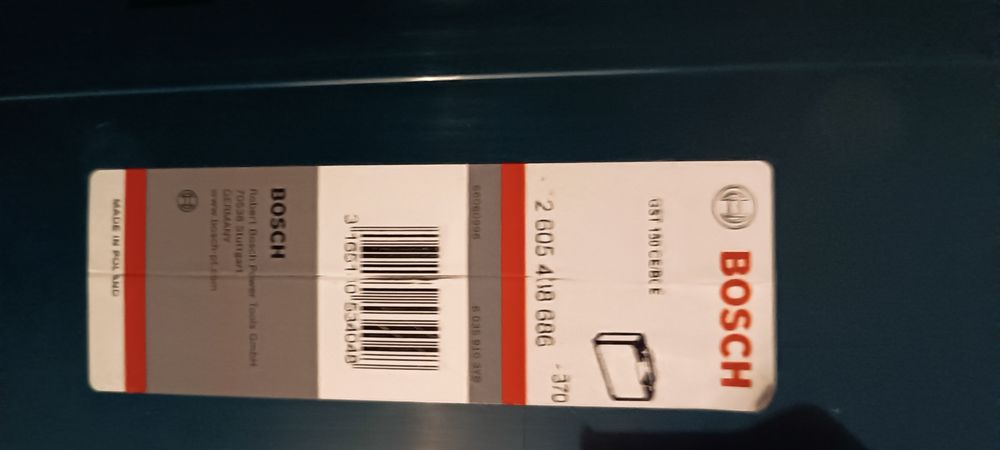 BOSCH
GST 150 CE/BCE
2 605 438 686
-370
6 035 910 3Y0
3 165140 534048
BOSCH
Robert Bosch Power Tools GmbH
70538 Stuttgart
GERMANY
www.bosch-pt.com
MADE IN POLAND